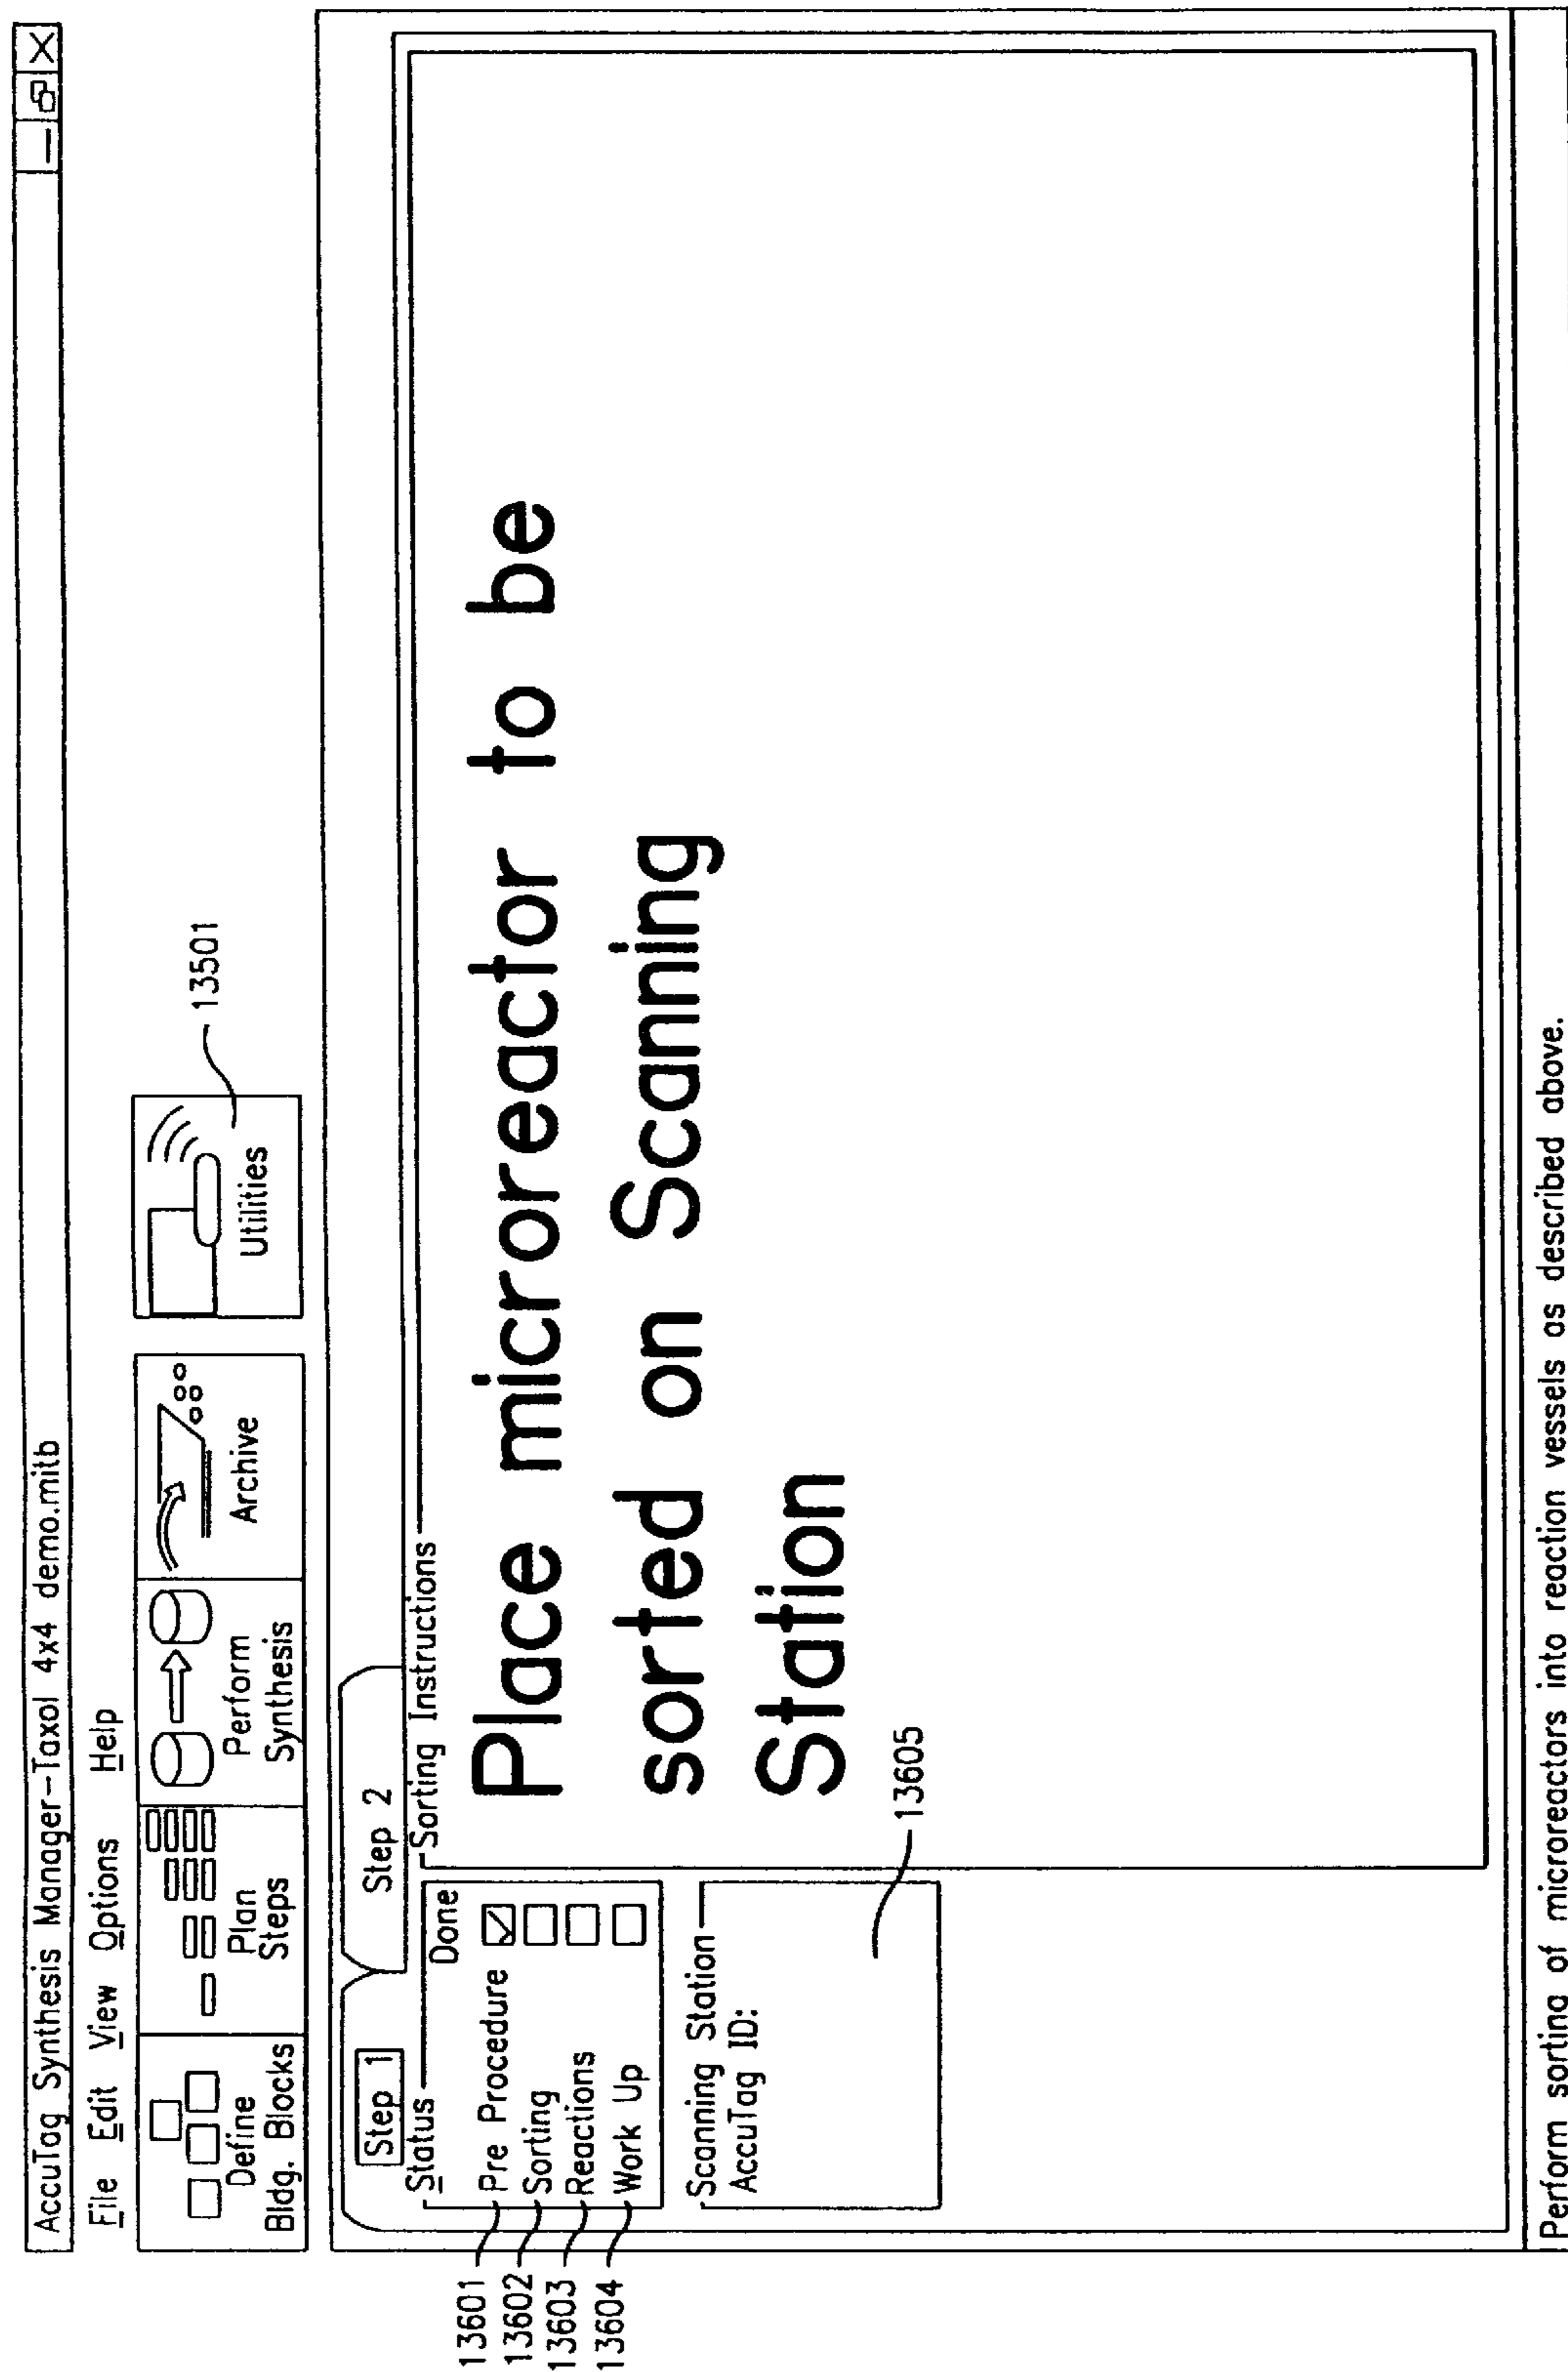 AccuTag Synthesis Manager–Taxol 4x4 demo.mitb
File Edit View Options Help
Define
Bldg. Blocks
Plan
Steps
Perform
Synthesis
Archive
Utilities
13501
Step 1
Step 2
Status
Done
13601
Pre Procedure
13602
Sorting
13603
Reactions
13604
Work Up
Scanning Station
AccuTag ID:
13605
Sorting Instructions
Place microreactor to be
sorted on Scanning
Station
Perform sorting of microreactors into reaction vessels as described above.